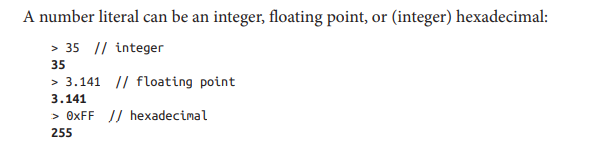 A number literal can be an integer, floating point, or (integer) hexadecimal:
> 35  // integer
35
> 3.141  // floating point
3.141
> 0xFF  // hexadecimal
255